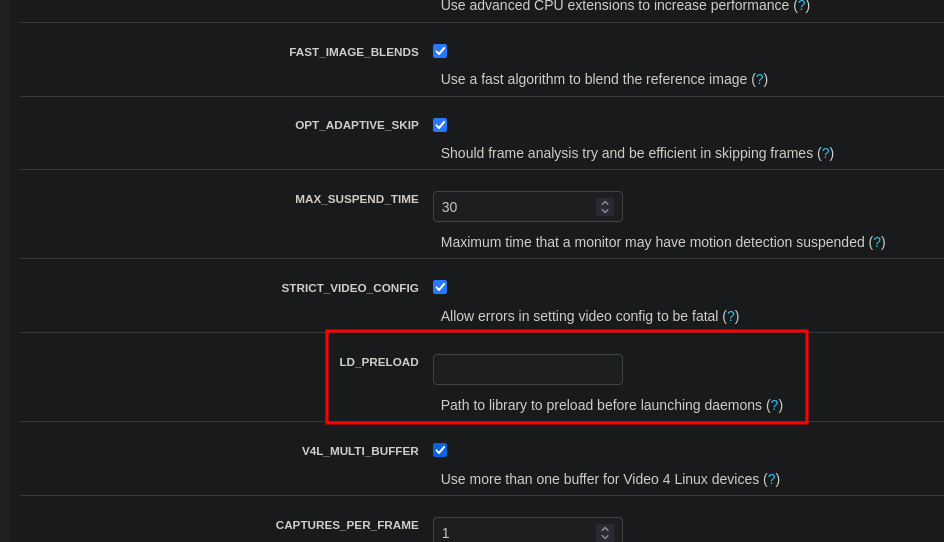 Use advanced CPU extensions to increase performance (?)
FAST_IMAGE_BLENDS
Use a fast algorithm to blend the reference image (?)
OPT_ADAPTIVE_SKIP
Should frame analysis try and be efficient in skipping frames (?)
MAX_SUSPEND_TIME 30
Maximum time that a monitor may have motion detection suspended (?)
STRICT_VIDEO_CONFIG
Allow errors in setting video config to be fatal (?)
LD_PRELOAD
Path to library to preload before launching daemons (?)
V4L_MULTI_BUFFER
Use more than one buffer for Video 4 Linux devices (?)
CAPTURES_PER_FRAME 1